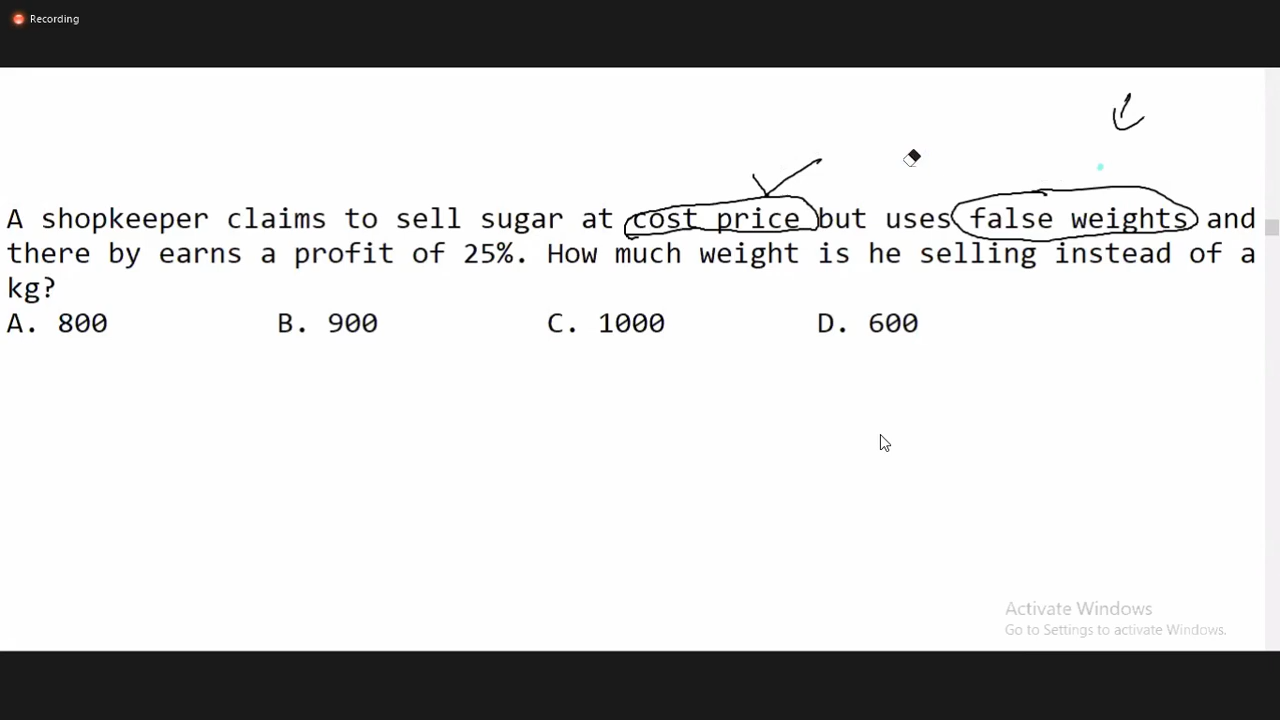 Recording
A shopkeeper claims to sell sugar at cost price but uses false weights and
there by earns a profit of 25%. How much weight is he selling instead of a
kg?
A. 800 B. 900 C. 1000 D. 600
Activate Windows
Go to Settings to activate Windows.